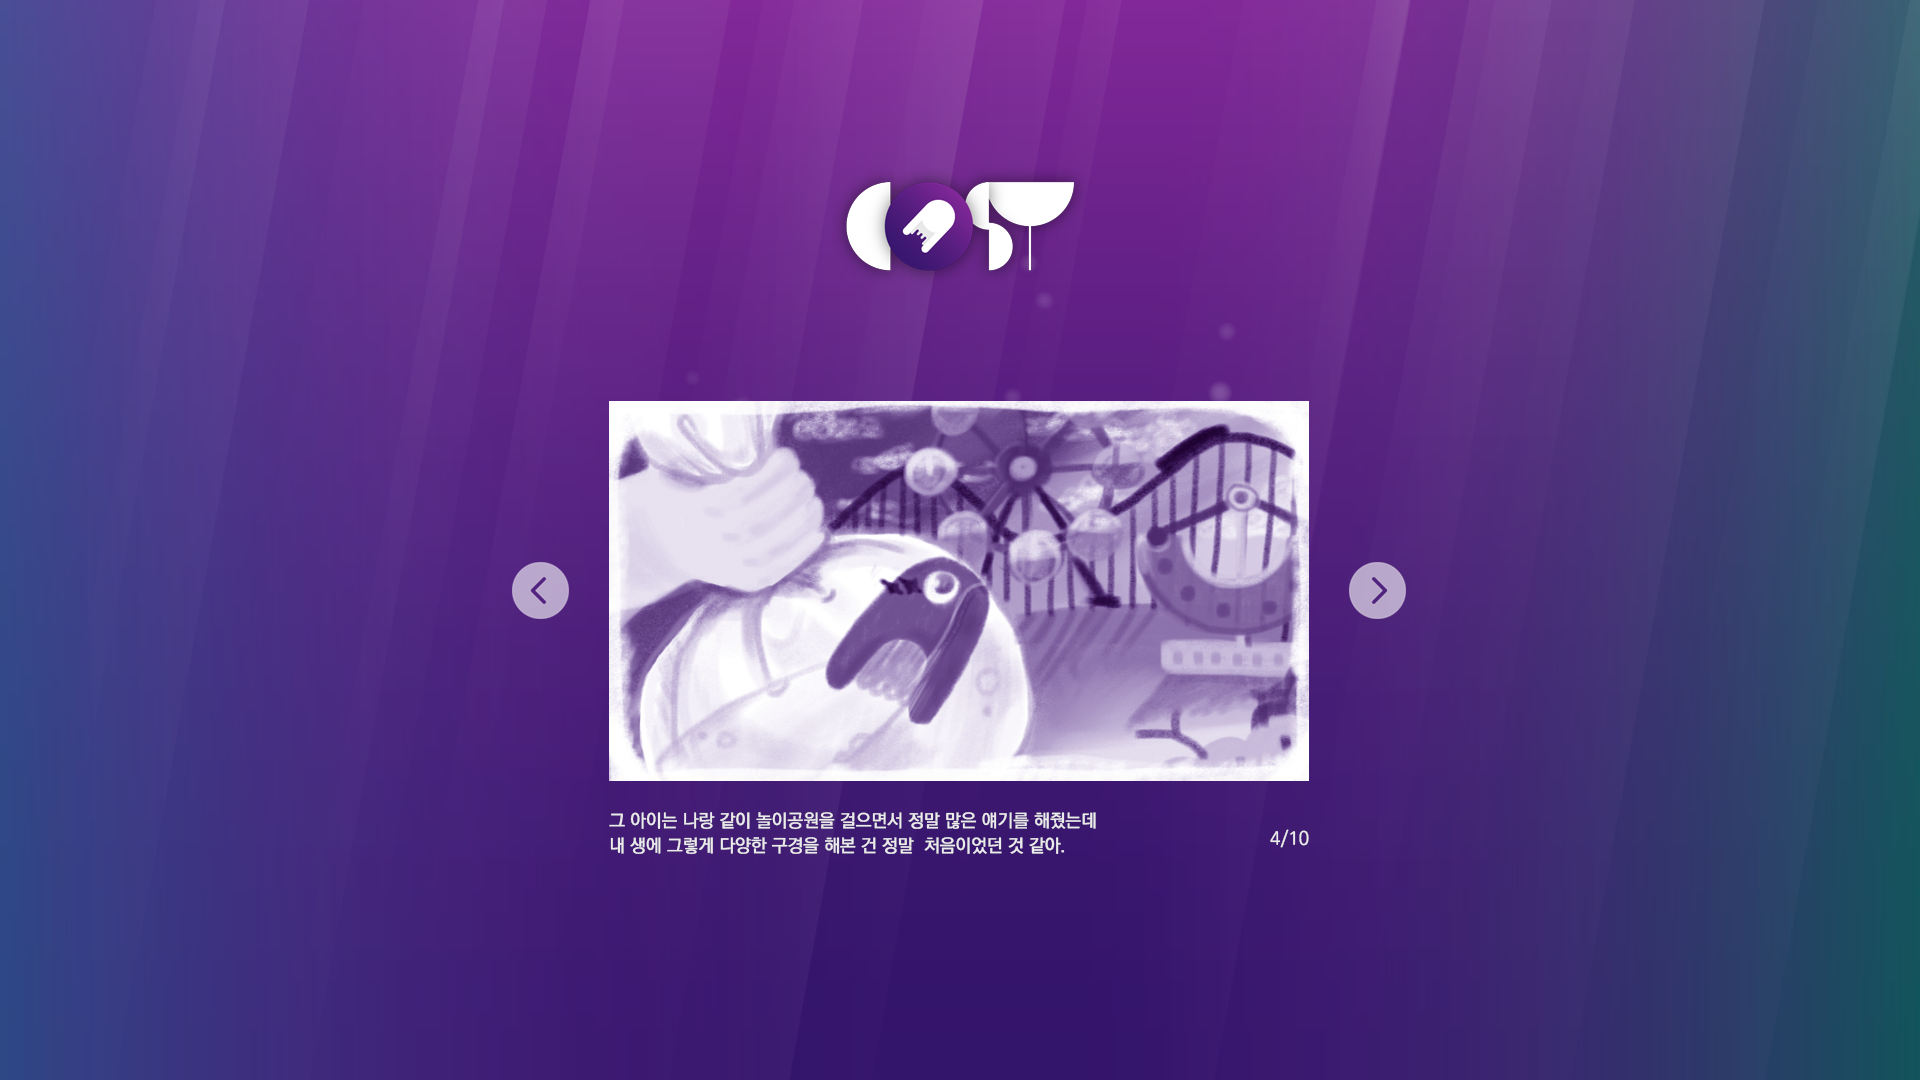 COST
그 아이는 나랑 같이 놀이공원을 걸으면서 정말 많은 얘기를 해줬는데
내 생에 그렇게 다양한 구경을 해본 건 정말  처음이었던 것 같아.
4/10